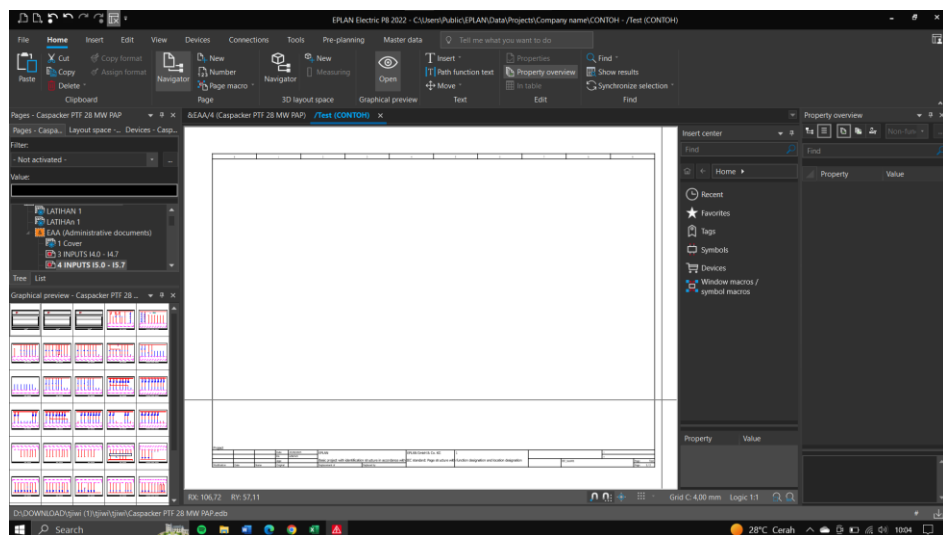 EPLAN Electric P8 2022 - C:\Users\Public\EPLAN\Data\Projects\Company name\CONTOH - /Test (CONTOH)
File Home Insert Edit View Devices Connections Tools Pre-planning Master data Tell me what you want to do
Paste
Cut
Copy
Delete
Copy format
Assign format
Clipboard
Navigator
New
Number
Page macro
Page
Navigator
New
Measuring
3D layout space
Open
Graphical preview
Insert
Path function text
Move
Text
Properties
Property overview
In table
Edit
Find
Show results
Synchronize selection
Find
Pages - Caspacker PTF 28 MW PAP
Pages - Caspa... Layout space -... Devices - Casp...
Filter:
- Not activated -
Value:
LATIHAN 1
LATIHAn 1
EAA (Administrative documents)
1 Cover
3 INPUTS I4.0 - I4.7
4 INPUTS I5.0 - I5.7
Tree List
Graphical preview - Caspacker PTF 28 ...
&EAA/4 (Caspacker PTF 28 MW PAP) /Test (CONTOH)
Insert center
Find
Home
Recent
Favorites
Tags
Symbols
Devices
Window macros /
symbol macros
Property Value
Property overview
Non-fun
Find
Property Value
RX: 106,72 RY: 57,11
Grid C: 4,00 mm Logic 1:1
D:\DOWNLOAD\tjiwi (1)\tjiwi\tjiwi\Caspacker PTF 28 MW PAP.edb
Search
28°C Cerah
1004